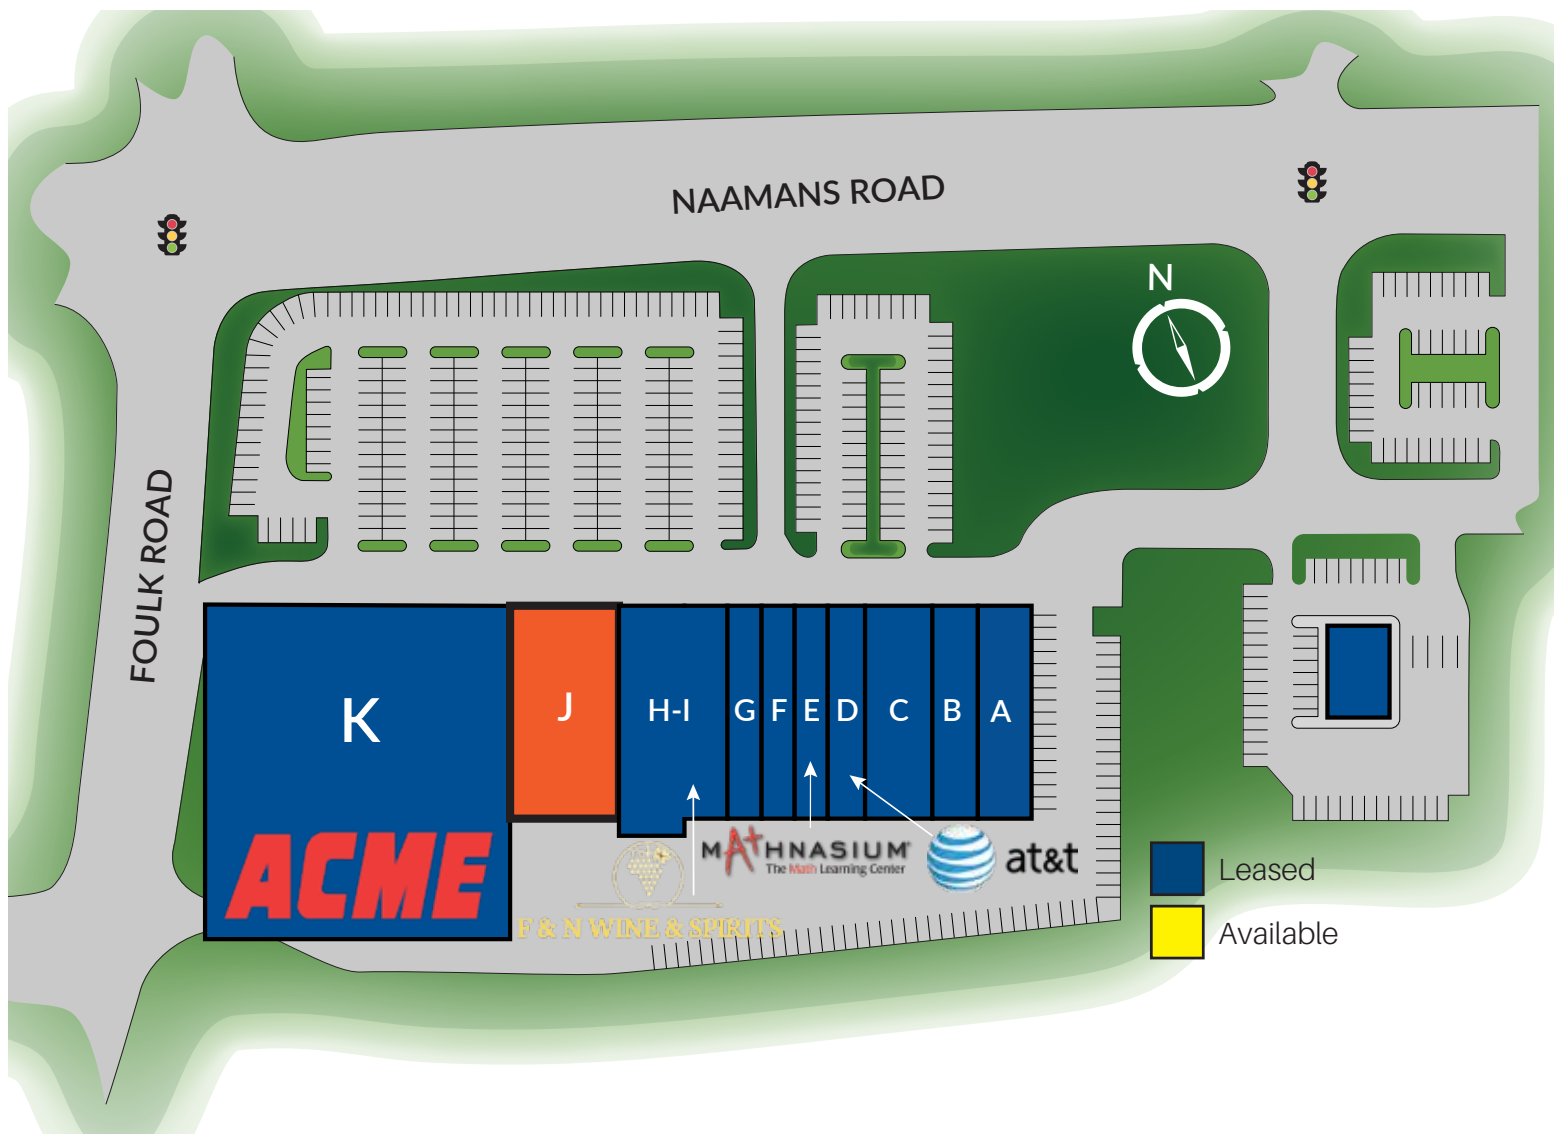 NAAMANS ROAD
N
FOULK ROAD
K
J
H-I
G
F
E
D
C
B
A
ACME
F & N WINE & SPIRITS
MATHNASIUM
The Math Learning Center
at&t
Leased
Available